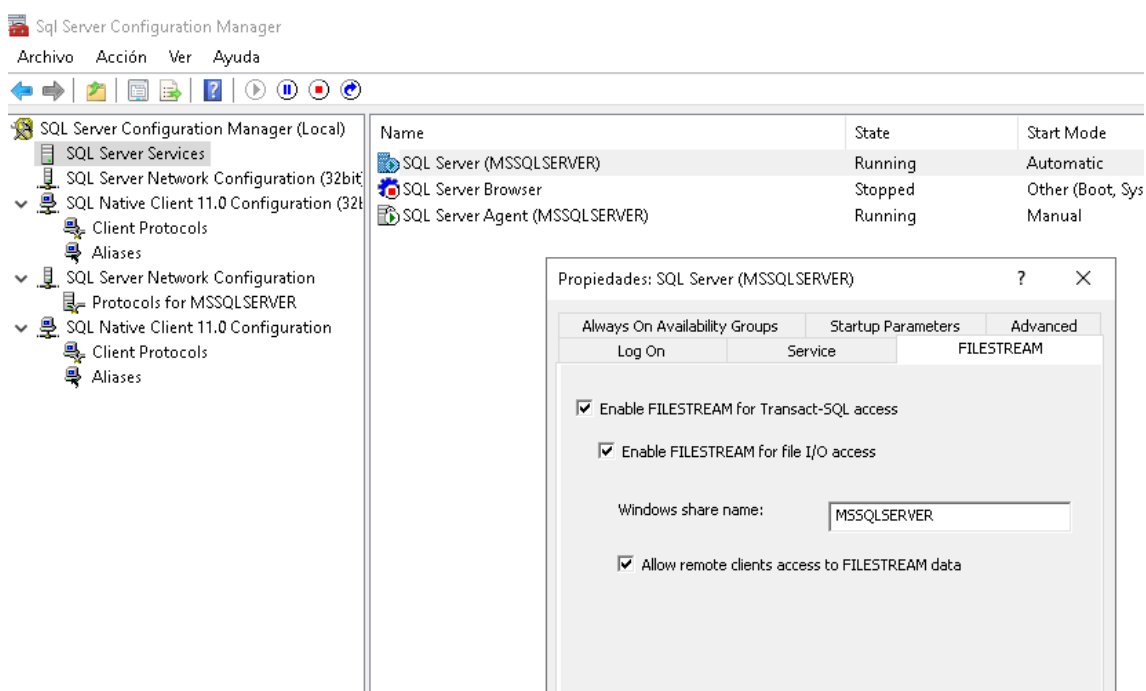 Sql Server Configuration Manager
Archivo Acción Ver Ayuda
SQL Server Configuration Manager (Local)
SQL Server Services
SQL Server Network Configuration (32bit
SQL Native Client 11.0 Configuration (32b
Client Protocols
Aliases
SQL Server Network Configuration
Protocols for MSSQLSERVER
SQL Native Client 11.0 Configuration
Client Protocols
Aliases
Name State Start Mode
SQL Server (MSSQLSERVER) Running Automatic
SQL Server Browser Stopped Other (Boot, Sys
SQL Server Agent (MSSQLSERVER) Running Manual
Propiedades: SQL Server (MSSQLSERVER) ?
Always On Availability Groups Startup Parameters Advanced
Log On Service FILESTREAM
Enable FILESTREAM for Transact-SQL access
Enable FILESTREAM for file I/O access
Windows share name: MSSQLSERVER
Allow remote clients access to FILESTREAM data